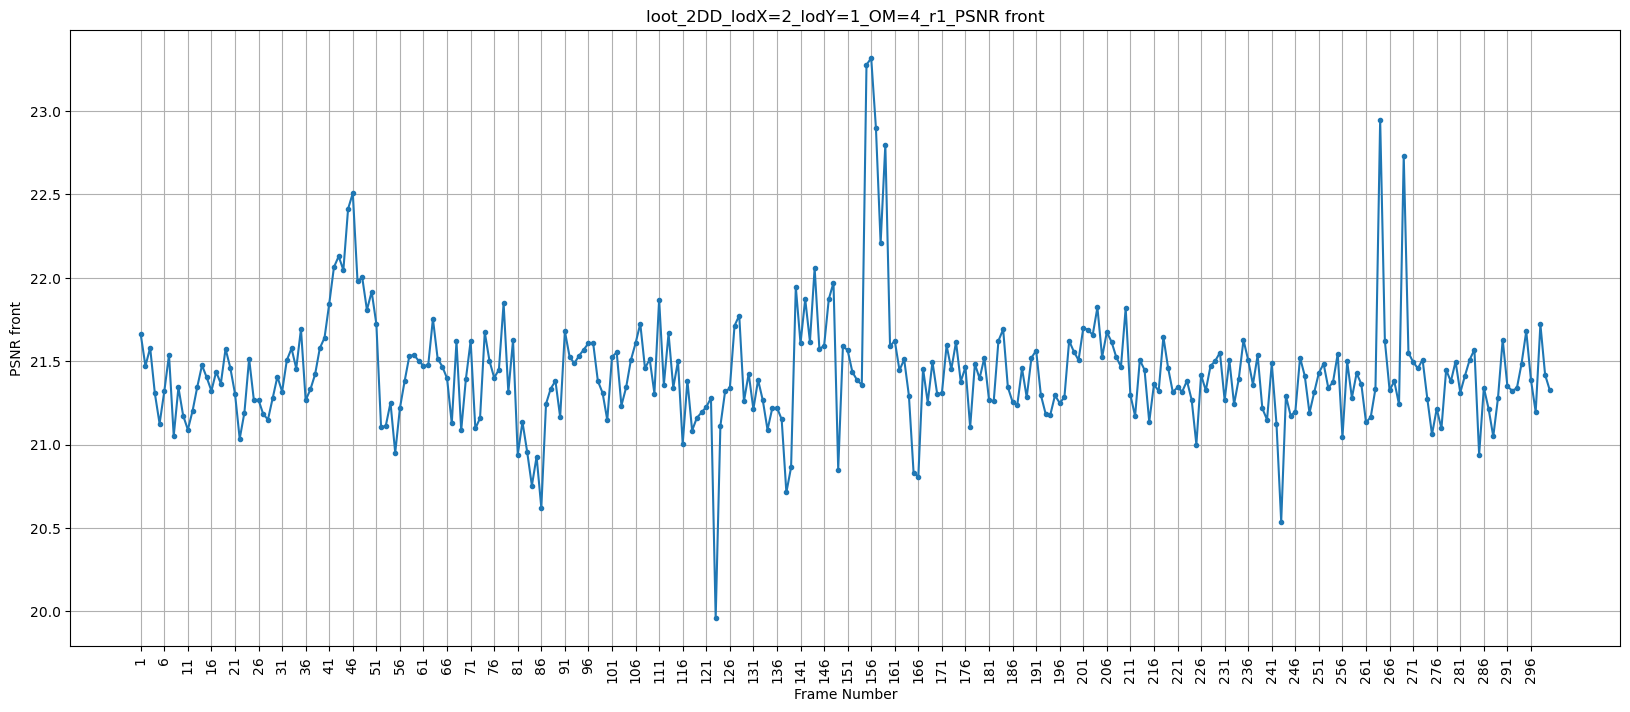 loot_2DD_lodX=2_lodY=1_OM=4_r1_PSNR front
PSNR front
23.0
22.5
22.0
21.5
21.0
20.5
20.0
1 6 11 16 21 26 31 36 41 46 51 56 61 66 71 76 81 86 91 96 101 106 111 116 121 126 131 136 141 146 151 156 161 166 171 176 181 186 191 196 201 206 211 216 221 226 231 236 241 246 251 256 261 266 271 276 281 286 291 296
Frame Number